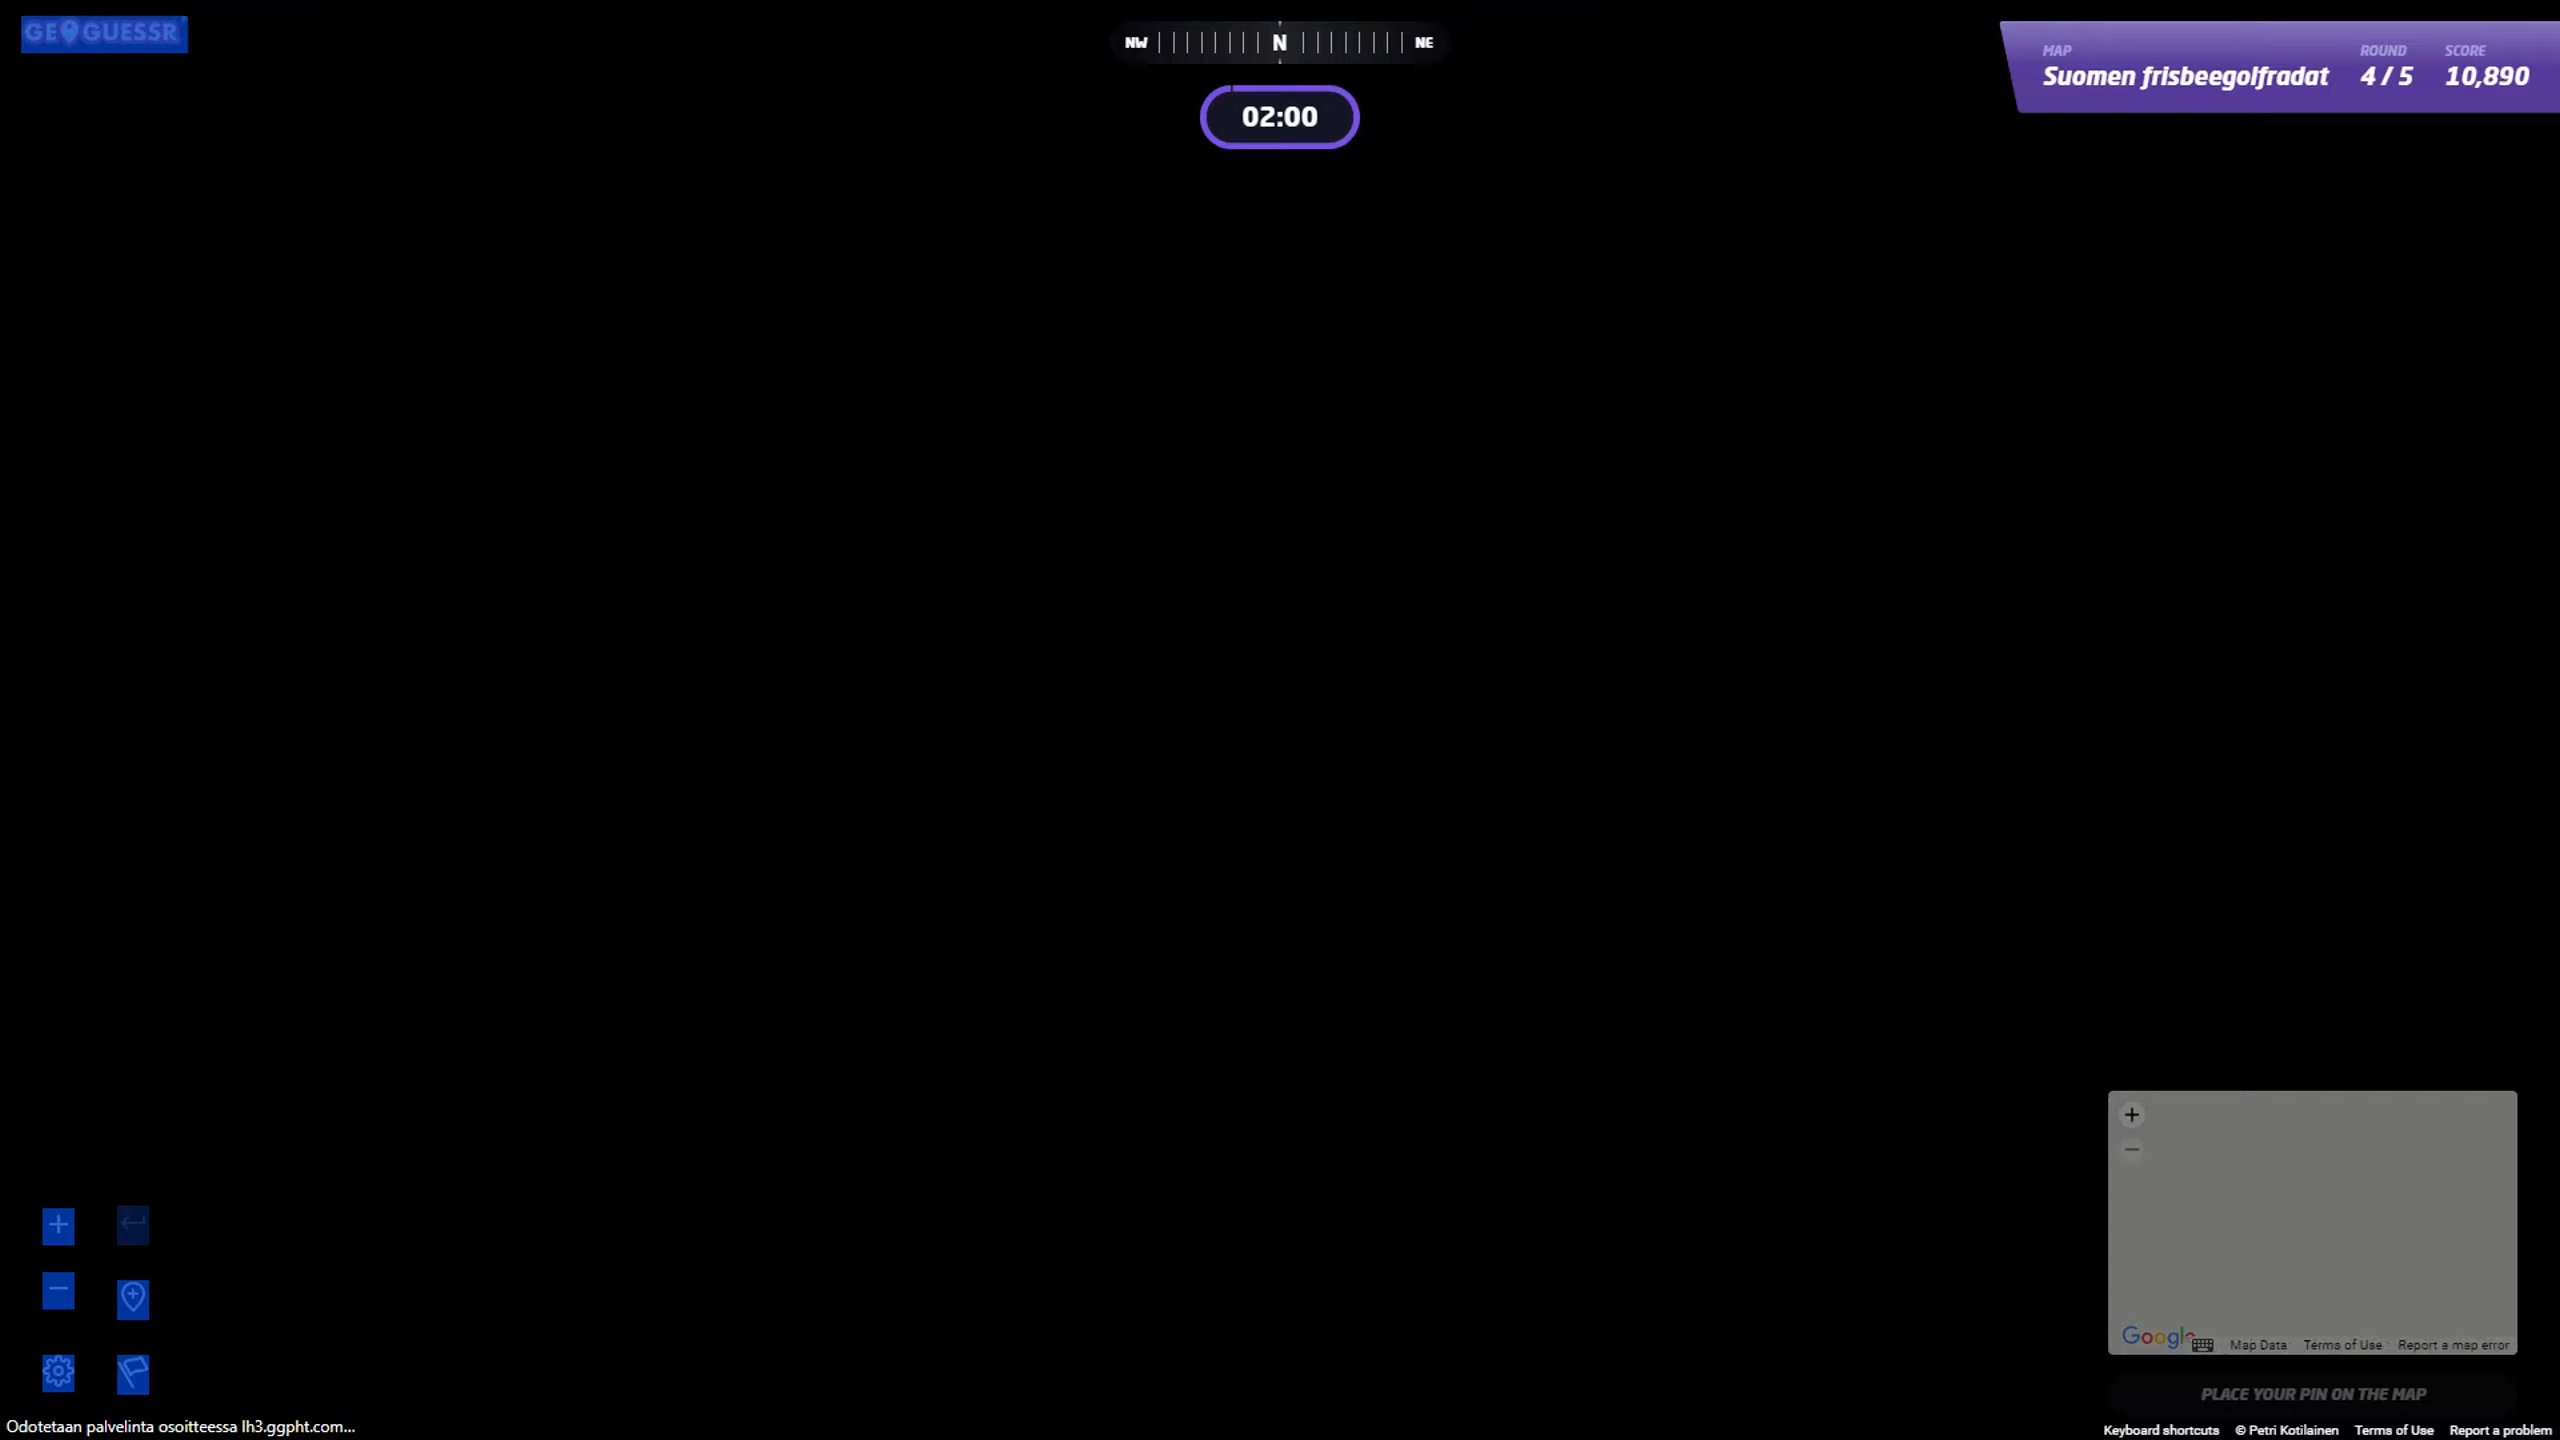 GEOGUESSR
NW N NE
02:00
MAP ROUND SCORE
Suomen frisbeegolfradat 4 / 5 10,890
Google Map Data Terms of Use Report a map error
PLACE YOUR PIN ON THE MAP
Odotetaan palvelinta osoitteessa lh3.ggpht.com...
Keyboard shortcuts © Petri Kotilainen Terms of Use Report a problem